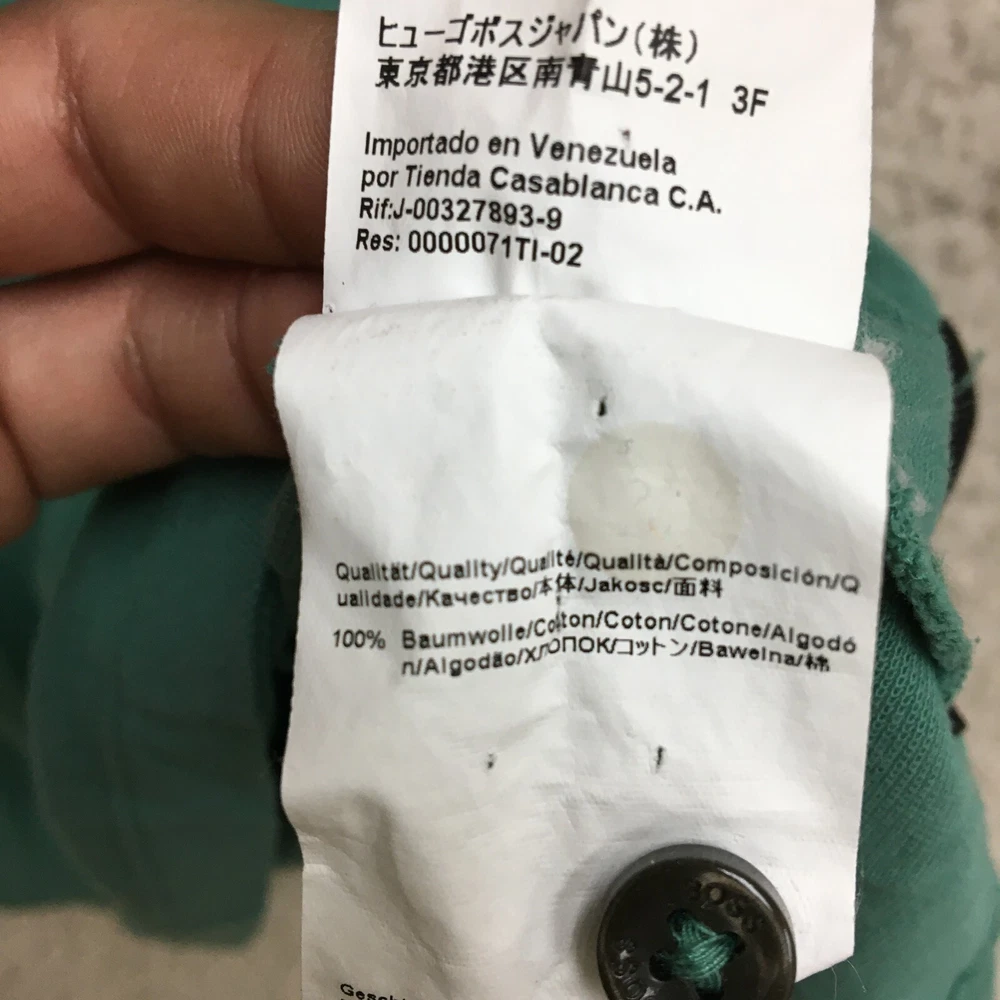 ヒューゴボスジャパン(株)
東京都港区南青山5-2-1 3F
Importado en Venezuela
por Tienda Casablanca C.A.
Rif:J-00327893-9
Res: 0000071TI-02
Qualität/Quality/Qualité/Qualità/Composición/Q
ualidade/Качество/本体/Jakosc/面料
100% Baumwolle/Cotton/Coton/Cotone/Algodó
n/Algodão/ХЛОПОК/コットン/Bawelna/棉